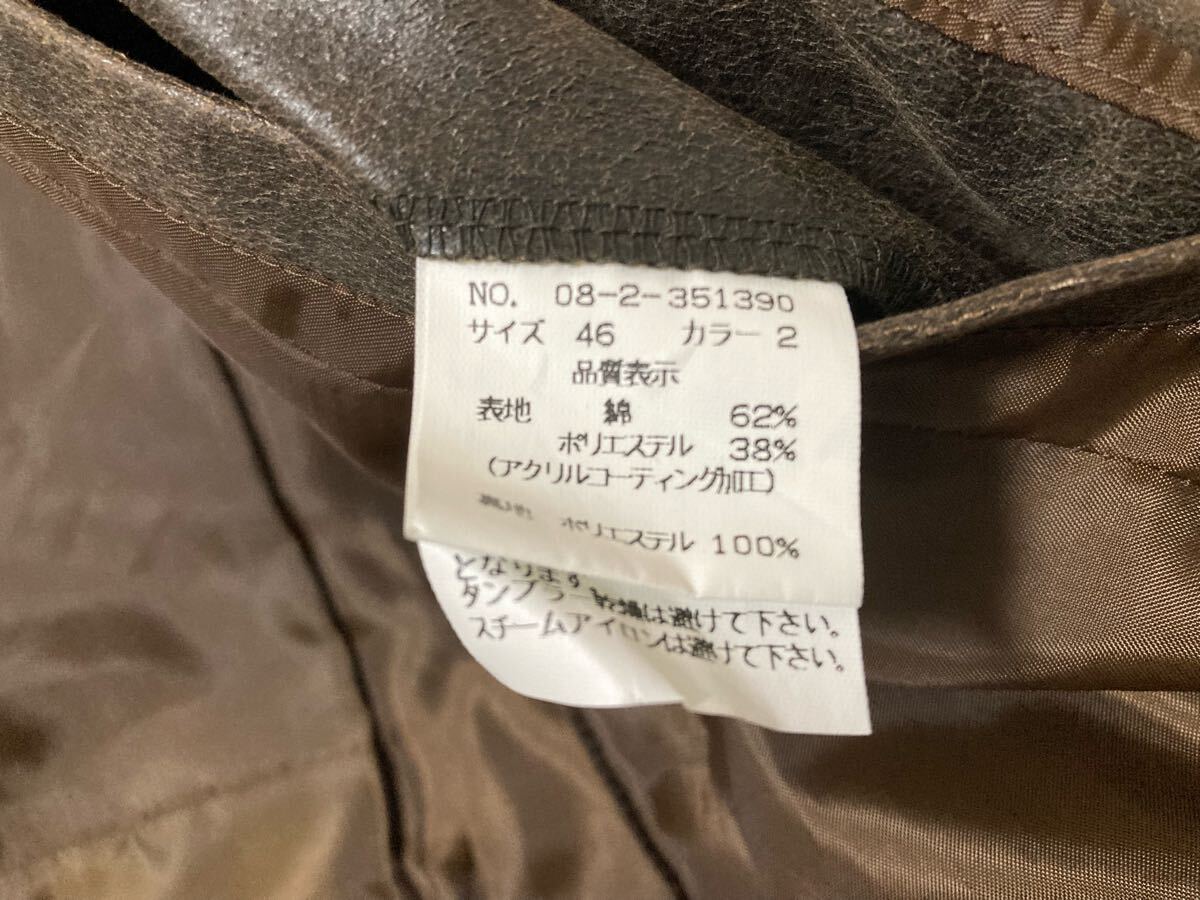 NO. 08-2-351390
サイズ 46 カラー 2
品質表示
表地 綿 62%
ポリエステル 38%
(アクリルコーティング加工)
ポリエステル 100%
となります。
タンブラー乾燥は避けて下さい。
スチームアイロンは避けて下さい。